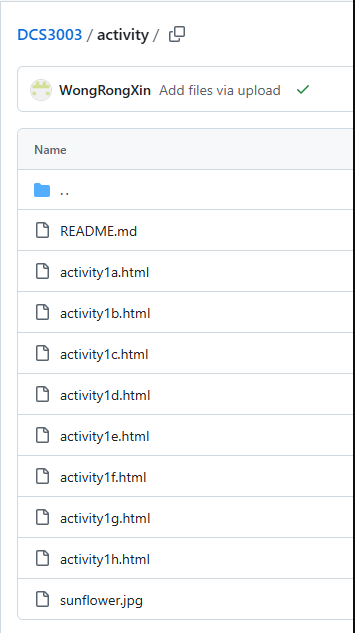 DCS3003 / activity /
WongRongXin Add files via upload
Name
..
README.md
activity1a.html
activity1b.html
activity1c.html
activity1d.html
activity1e.html
activity1f.html
activity1g.html
activity1h.html
sunflower.jpg